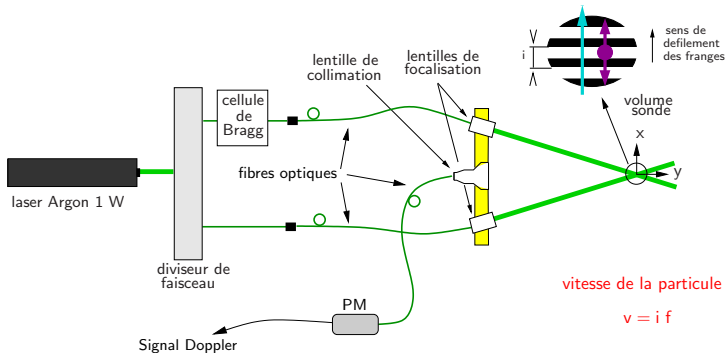 lentille de
collimation
lentilles de
focalisation
i
sens de
defilement
des franges
cellule
de
Bragg
volume
sonde
x
y
fibres optiques
laser Argon 1 W
diviseur de
faisceau
PM
Signal Doppler
vitesse de la particule
v = i f